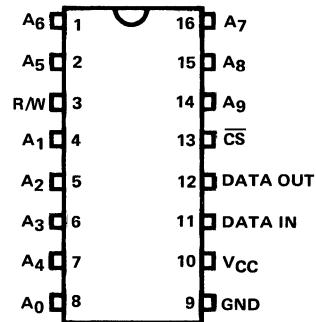 A6 1 16 A7
A5 2 15 A8
R/W 3 14 A9
A1 4 13 C̅S̅
A2 5 12 DATA OUT
A3 6 11 DATA IN
A4 7 10 VCC
A0 8 9 GND